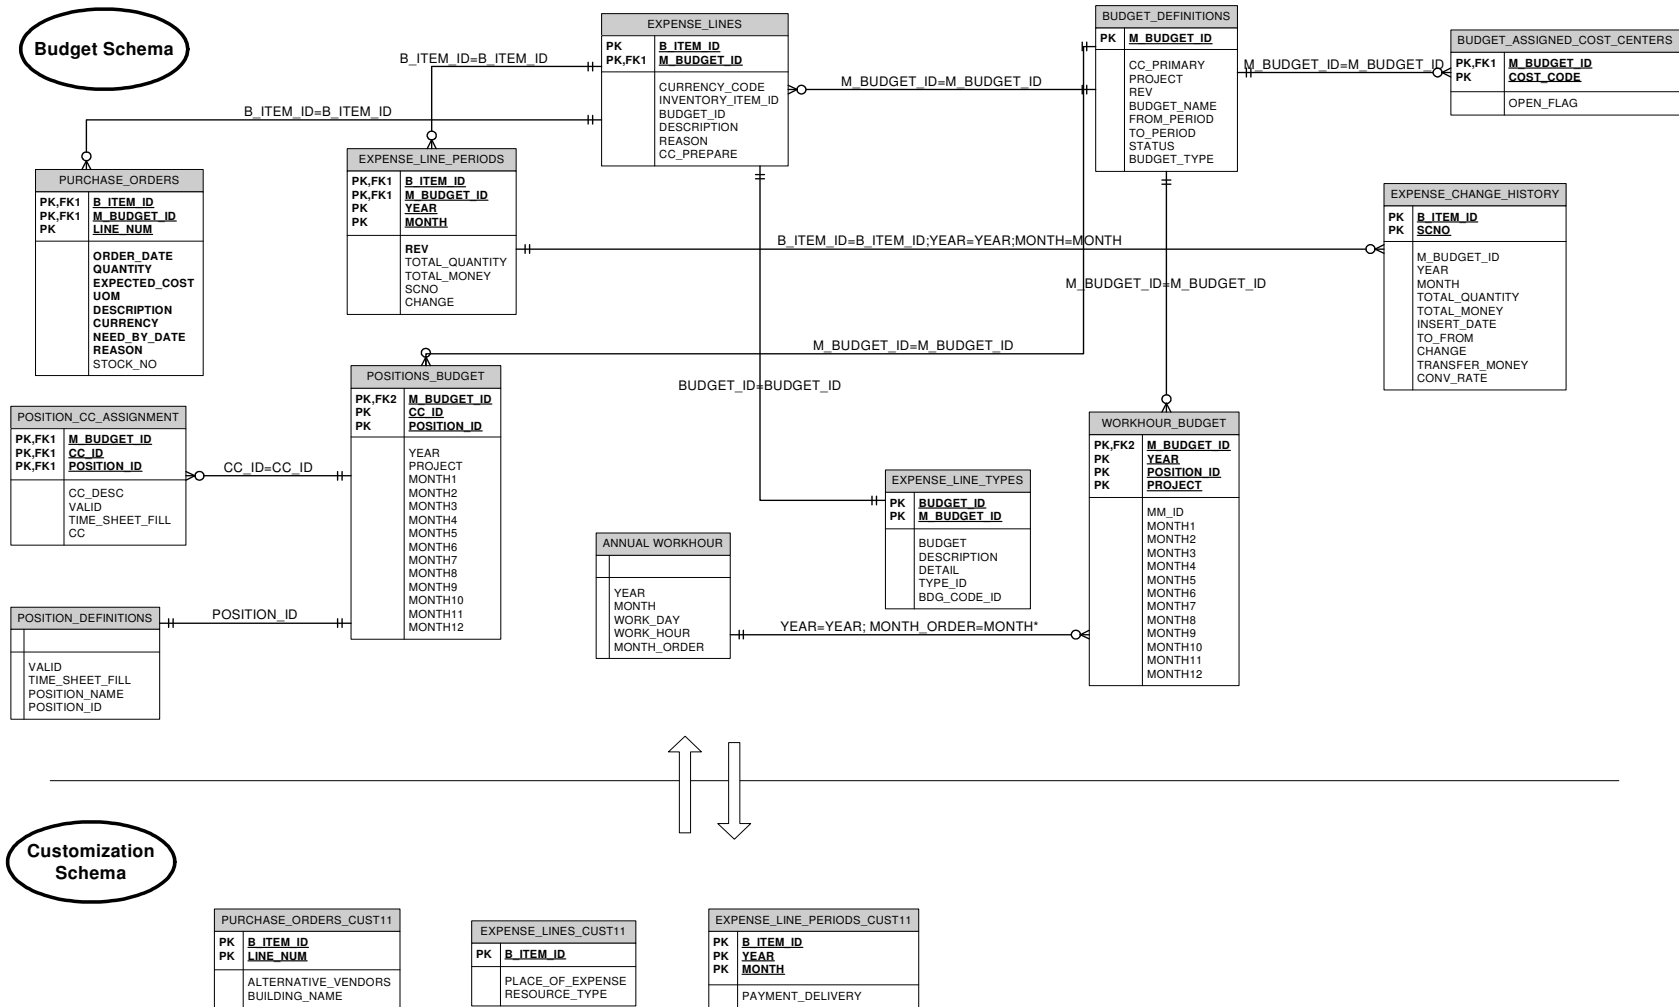 Budget Schema
EXPENSE_LINES
PK B_ITEM_ID
PK,FK1 M_BUDGET_ID
CURRENCY_CODE
INVENTORY_ITEM_ID
BUDGET_ID
DESCRIPTION
REASON
CC_PREPARE
BUDGET_DEFINITIONS
PK M_BUDGET_ID
CC_PRIMARY
PROJECT
REV
BUDGET_NAME
FROM_PERIOD
TO_PERIOD
STATUS
BUDGET_TYPE
BUDGET_ASSIGNED_COST_CENTERS
PK,FK1 M_BUDGET_ID
PK COST_CODE
OPEN_FLAG
B_ITEM_ID=B_ITEM_ID
M_BUDGET_ID=M_BUDGET_ID
M_BUDGET_ID=M_BUDGET_ID
B_ITEM_ID=B_ITEM_ID
PURCHASE_ORDERS
PK,FK1 B_ITEM_ID
PK,FK1 M_BUDGET_ID
PK LINE_NUM
ORDER_DATE
QUANTITY
EXPECTED_COST
UOM
DESCRIPTION
CURRENCY
NEED_BY_DATE
REASON
STOCK_NO
EXPENSE_LINE_PERIODS
PK,FK1 B_ITEM_ID
PK,FK1 M_BUDGET_ID
PK YEAR
PK MONTH
REV
TOTAL_QUANTITY
TOTAL_MONEY
SCNO
CHANGE
B_ITEM_ID=B_ITEM_ID;YEAR=YEAR;MONTH=MONTH
EXPENSE_CHANGE_HISTORY
PK B_ITEM_ID
PK SCNO
M_BUDGET_ID
YEAR
MONTH
TOTAL_QUANTITY
TOTAL_MONEY
INSERT_DATE
TO_FROM
CHANGE
TRANSFER_MONEY
CONV_RATE
M_BUDGET_ID=M_BUDGET_ID
M_BUDGET_ID=M_BUDGET_ID
BUDGET_ID=BUDGET_ID
POSITIONS_BUDGET
PK,FK2 M_BUDGET_ID
PK CC_ID
PK POSITION_ID
YEAR
PROJECT
MONTH1
MONTH2
MONTH3
MONTH4
MONTH5
MONTH6
MONTH7
MONTH8
MONTH9
MONTH10
MONTH11
MONTH12
POSITION_CC_ASSIGNMENT
PK,FK1 M_BUDGET_ID
PK,FK1 CC_ID
PK,FK1 POSITION_ID
CC_DESC
VALID
TIME_SHEET_FILL
CC
CC_ID=CC_ID
WORKHOUR_BUDGET
PK,FK2 M_BUDGET_ID
PK YEAR
PK POSITION_ID
PK PROJECT
MM_ID
MONTH1
MONTH2
MONTH3
MONTH4
MONTH5
MONTH6
MONTH7
MONTH8
MONTH9
MONTH10
MONTH11
MONTH12
EXPENSE_LINE_TYPES
PK BUDGET_ID
PK M_BUDGET_ID
BUDGET
DESCRIPTION
DETAIL
TYPE_ID
BDG_CODE_ID
ANNUAL WORKHOUR
YEAR
MONTH
WORK_DAY
WORK_HOUR
MONTH_ORDER
YEAR=YEAR; MONTH_ORDER=MONTH*
POSITION_DEFINITIONS
VALID
TIME_SHEET_FILL
POSITION_NAME
POSITION_ID
POSITION_ID
Customization
Schema
PURCHASE_ORDERS_CUST11
PK B_ITEM_ID
PK LINE_NUM
ALTERNATIVE_VENDORS
BUILDING_NAME
EXPENSE_LINES_CUST11
PK B_ITEM_ID
PLACE_OF_EXPENSE
RESOURCE_TYPE
EXPENSE_LINE_PERIODS_CUST11
PK B_ITEM_ID
PK YEAR
PK MONTH
PAYMENT_DELIVERY